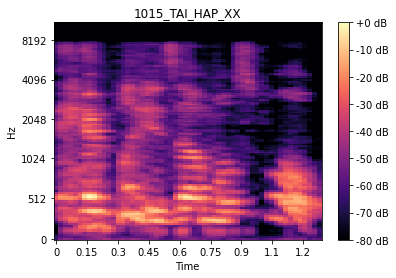 1015_TAI_HAP_XX
8192
4096
2048
1024
512
0
Hz
0 0.15 0.3 0.45 0.6 0.75 0.9 1.1 1.2
Time
+0 dB
-10 dB
-20 dB
-30 dB
-40 dB
-50 dB
-60 dB
-70 dB
-80 dB